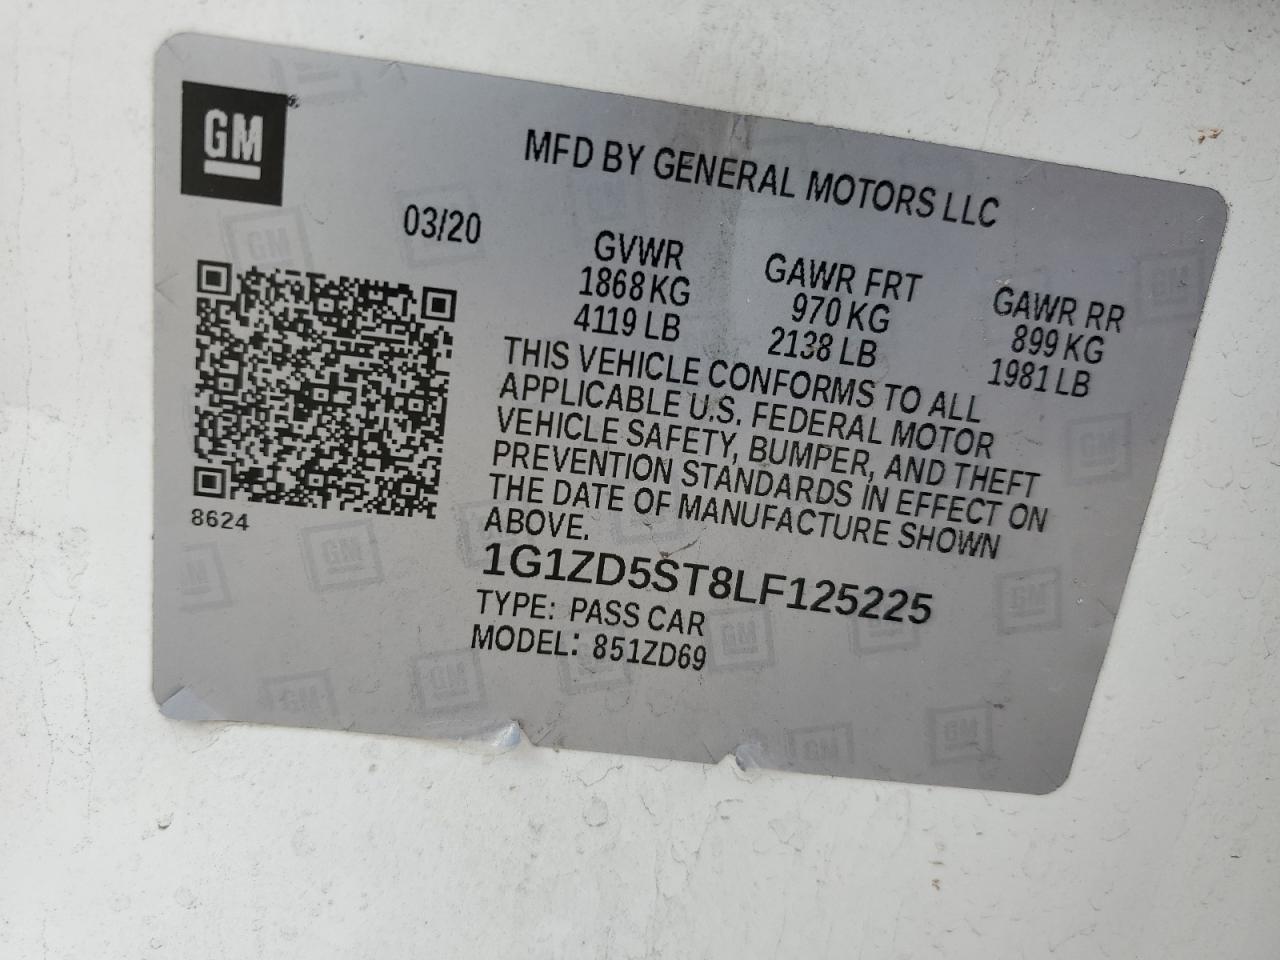 GM
MFD BY GENERAL MOTORS LLC
03/20
GVWR
1868 KG
4119 LB
GAWR FRT
970 KG
2138 LB
GAWR RR
899 KG
1981 LB
THIS VEHICLE CONFORMS TO ALL
APPLICABLE U.S. FEDERAL MOTOR
VEHICLE SAFETY, BUMPER, AND THEFT
PREVENTION STANDARDS IN EFFECT ON
THE DATE OF MANUFACTURE SHOWN
ABOVE.
8624
1G1ZD5ST8LF125225
TYPE: PASS CAR
MODEL: 851ZD69